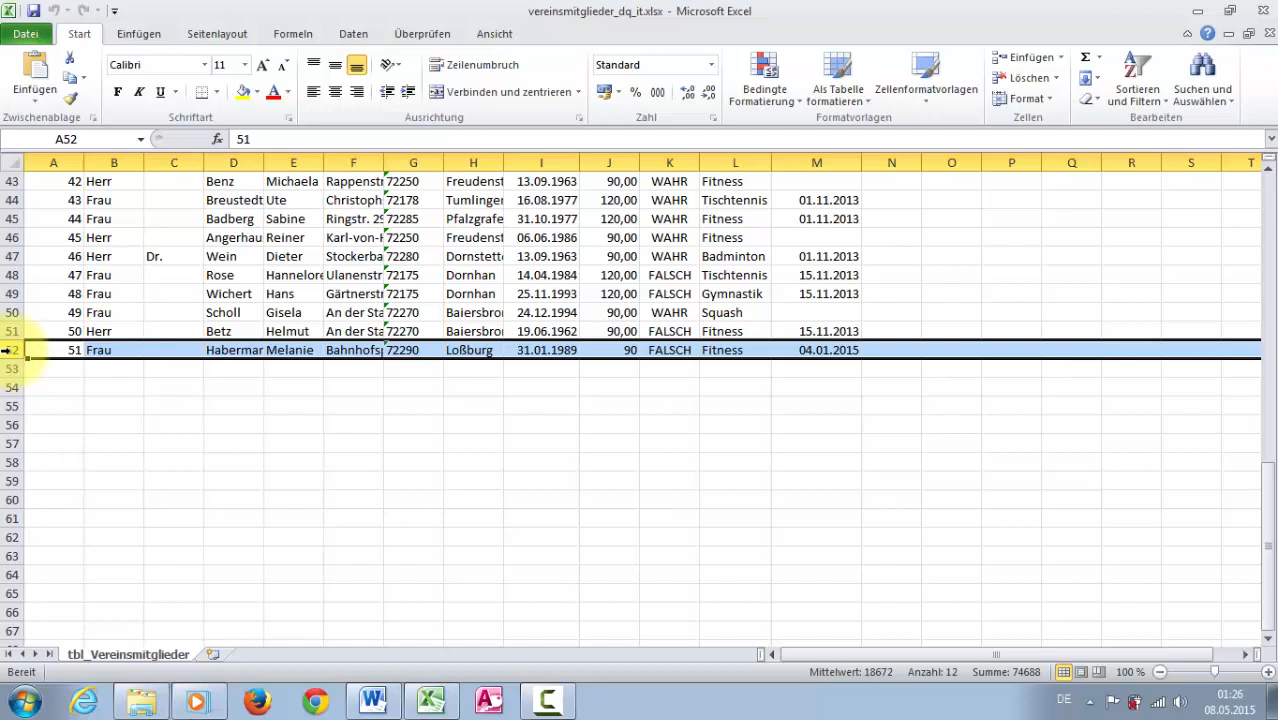 vereinsmitglieder_dq_it.xlsx - Microsoft Excel
Datei Start Einfügen Seitenlayout Formeln Daten Überprüfen Ansicht
Einfügen
Zwischenablage
Calibri 11
F K U
Schriftart
Zeilenumbruch
Verbinden und zentrieren
Ausrichtung
Standard
% 000
Zahl
Bedingte Formatierung
Als Tabelle formatieren
Zellenformatvorlagen
Formatvorlagen
Einfügen
Löschen
Format
Zellen
Σ
Sortieren und Filtern
Suchen und Auswählen
Bearbeiten
A52 fx 51
A B C D E F G H I J K L M N O P Q R S T
43 42 Herr Benz Michaela Rappenstr 72250 Freudenst 13.09.1963 90,00 WAHR Fitness
44 43 Frau Breustedt Ute Christoph 72178 Tumlinger 16.08.1977 120,00 WAHR Tischtennis 01.11.2013
45 44 Frau Badberg Sabine Ringstr. 29 72285 Pfalzgrafe 31.10.1977 120,00 WAHR Fitness 01.11.2013
46 45 Herr Angerhau Reiner Karl-von-H 72250 Freudenst 06.06.1986 90,00 WAHR Fitness
47 46 Herr Dr. Wein Dieter Stockerba 72280 Dornstette 13.09.1963 90,00 WAHR Badminton 01.11.2013
48 47 Frau Rose Hannelore Ulanenstr 72175 Dornhan 14.04.1984 120,00 FALSCH Tischtennis 15.11.2013
49 48 Frau Wichert Hans Gärtnerstr 72175 Dornhan 25.11.1993 120,00 FALSCH Gymnastik 15.11.2013
50 49 Frau Scholl Gisela An der Sta 72270 Baiersbron 24.12.1994 90,00 WAHR Squash
51 50 Herr Betz Helmut An der Sta 72270 Baiersbron 19.06.1962 90,00 FALSCH Fitness 15.11.2013
52 51 Frau Habermar Melanie Bahnhofsp 72290 Loßburg 31.01.1989 90 FALSCH Fitness 04.01.2015
53
54
55
56
57
58
59
60
61
62
63
64
65
66
67
tbl_Vereinsmitglieder
Bereit Mittelwert: 18672 Anzahl: 12 Summe: 74688 100 %
DE 01:26
08.05.2015